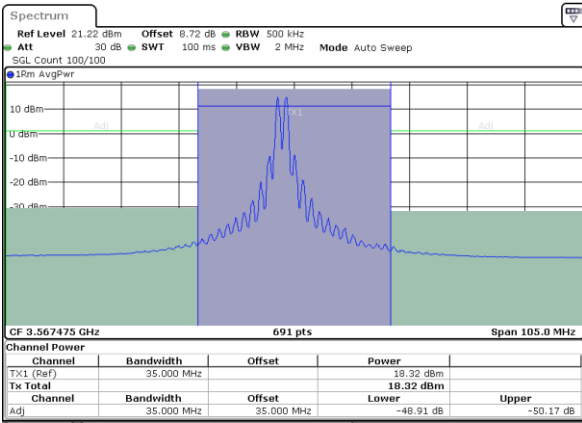 Spectrum
Ref Level 21.22 dBm Offset 8.72 dB RBW 500 kHz
Att 30 dB SWT 100 ms VBW 2 MHz Mode Auto Sweep
SGL Count 100/100
1Rm AvgPwr
10 dBm
TX1
Adj Adj
0 dBm
-10 dBm
-20 dBm
-30 dBm
CF 3.567475 GHz 691 pts Span 105.0 MHz
Channel Power
Channel Bandwidth Offset Power
TX1 (Ref) 35.000 MHz 18.32 dBm
Tx Total 18.32 dBm
Channel Bandwidth Offset Lower Upper
Adj 35.000 MHz 35.000 MHz -48.91 dB -50.17 dB